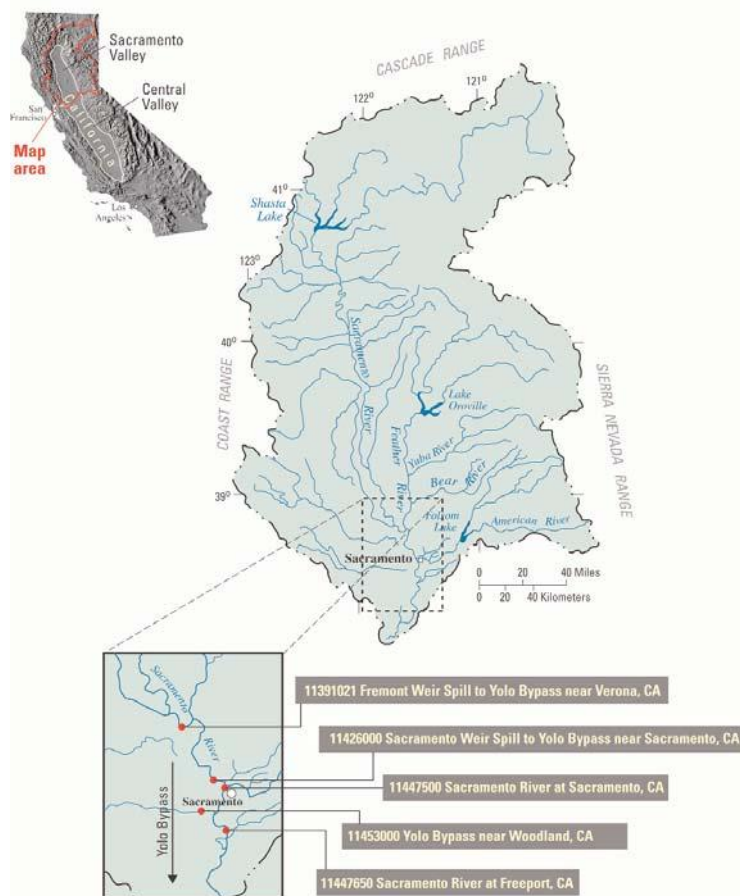 Sacramento
Valley
Central
Valley
San
Francisco
California
Map
area
Los
Angeles
CASCADE RANGE
122
121°
41°
Shasta
Lake
123°
Sacramento
River
40°
COAST RANGE
SIERRA NEVADA RANGE
Lake
Oroville
Feather
River
Yuba River
Bear River
39°
Folsom
Lake
American River
Sacramento
0 20 40 Miles
0 20 40 Kilometers
Sacramento
River
11391021 Fremont Weir Spill to Yolo Bypass near Verona, CA
11426000 Sacramento Weir Spill to Yolo Bypass near Sacramento, CA
11447500 Sacramento River at Sacramento, CA
Sacramento
Yolo Bypass
11453000 Yolo Bypass near Woodland, CA
11447650 Sacramento River at Freeport, CA